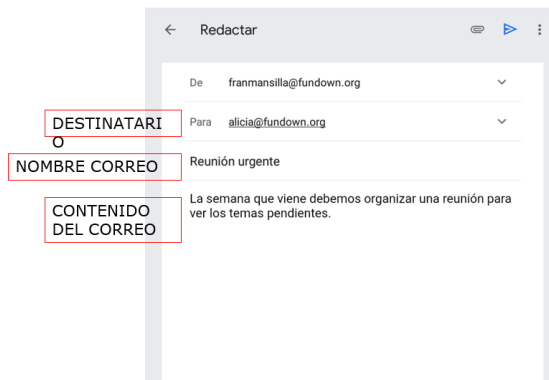 Redactar
De franmansilla@fundown.org
DESTINATARI
O
Para alicia@fundown.org
NOMBRE CORREO
Reunión urgente
CONTENIDO
DEL CORREO
La semana que viene debemos organizar una reunión para
ver los temas pendientes.